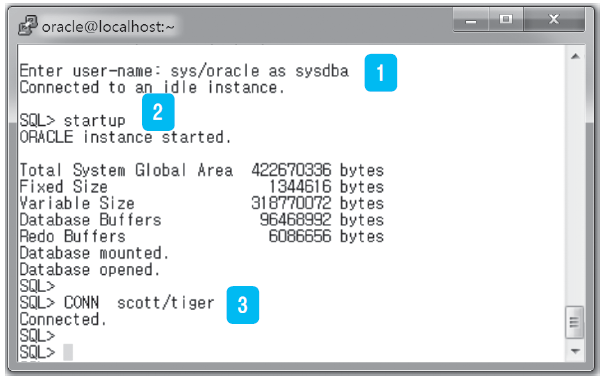 oracle@localhost:~
Enter user-name: sys/oracle as sysdba 1
Connected to an idle instance.
SQL> startup 2
ORACLE instance started.
Total System Global Area 422670336 bytes
Fixed Size 1344616 bytes
Variable Size 318770072 bytes
Database Buffers 96468992 bytes
Redo Buffers 6086656 bytes
Database mounted.
Database opened.
SQL>
SQL> CONN scott/tiger 3
Connected.
SQL>
SQL>